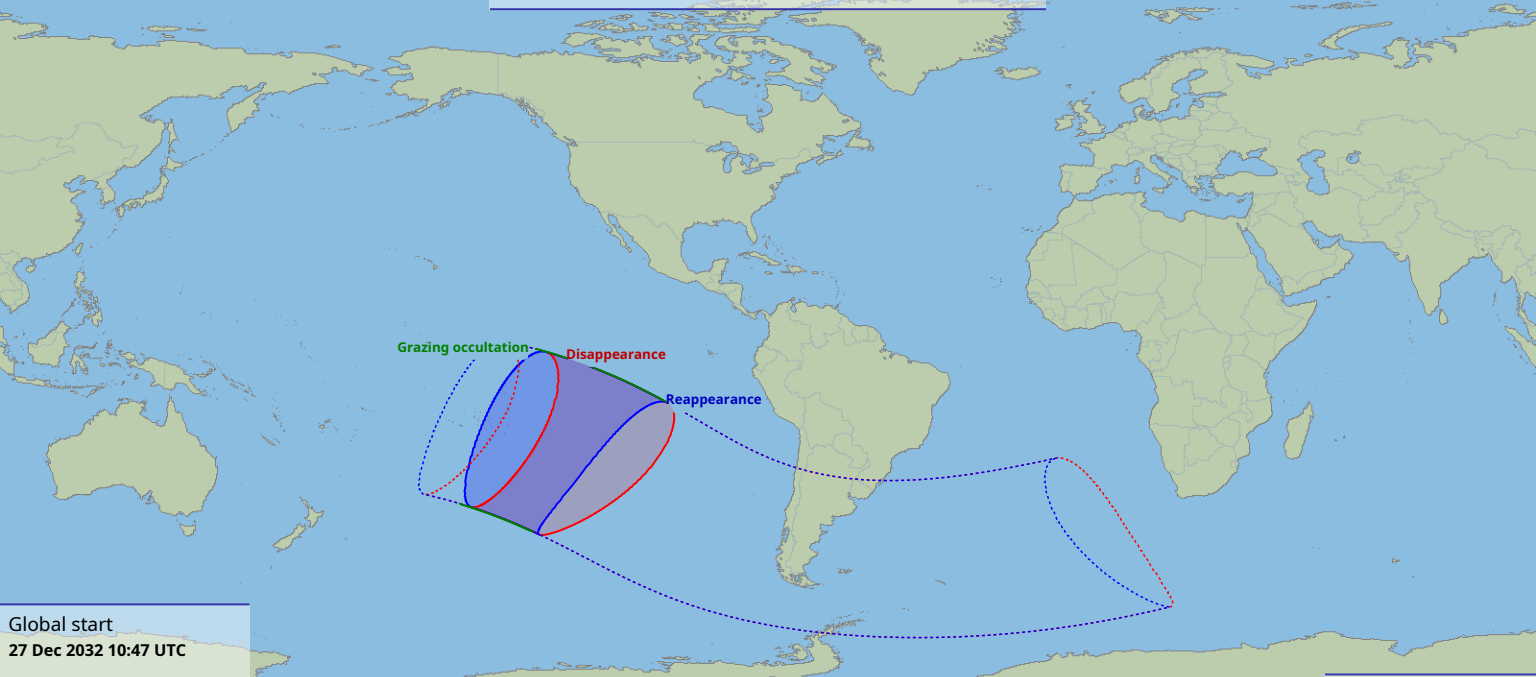 Grazing occultation
Disappearance
Reappearance
Global start
27 Dec 2032 10:47 UTC